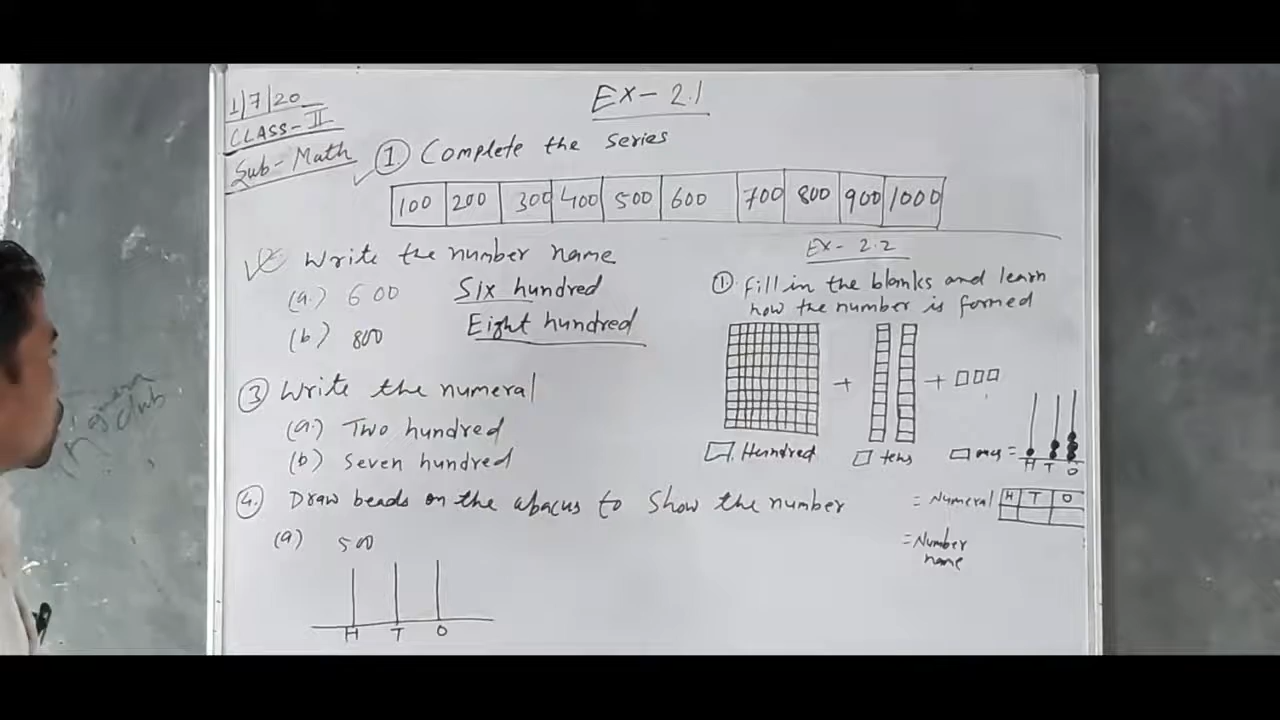 1/7/20
CLASS-II
Sub-Math
Ex-2.1
1. Complete the series
100 200 300 400 500 600 700 800 900 1000
Write the number name
(a.) 600 Six hundred
(b) 800 Eight hundred
3 Write the numeral
(a.) Two hundred
(b) Seven hundred
4. Draw beads on the abacus to show the number
(a) 500
H T O
Ex-2.2
1. Fill in the blanks and learn
how the number is formed
+ +
Hundred tens ones =
H T O
= Numeral H T O
= Number
name
club